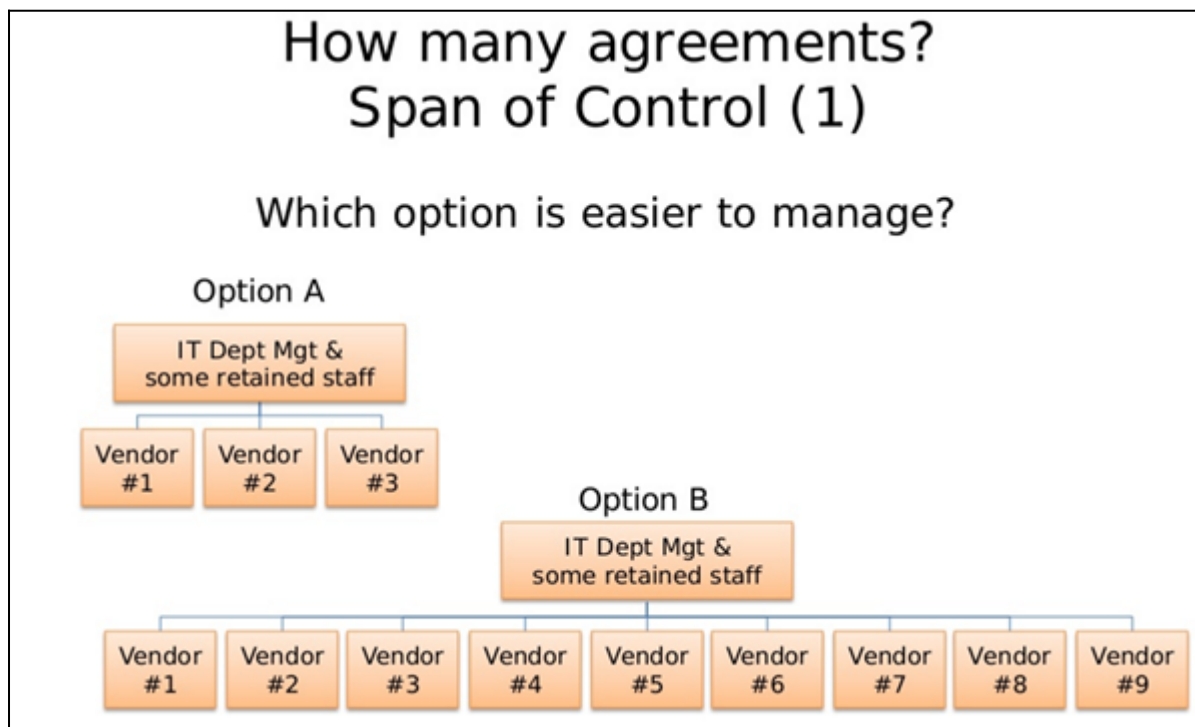 How many agreements?
Span of Control (1)
Which option is easier to manage?
Option A
IT Dept Mgt &
some retained staff
Vendor
#1
Vendor
#2
Vendor
#3
Option B
IT Dept Mgt &
some retained staff
Vendor
#1
Vendor
#2
Vendor
#3
Vendor
#4
Vendor
#5
Vendor
#6
Vendor
#7
Vendor
#8
Vendor
#9